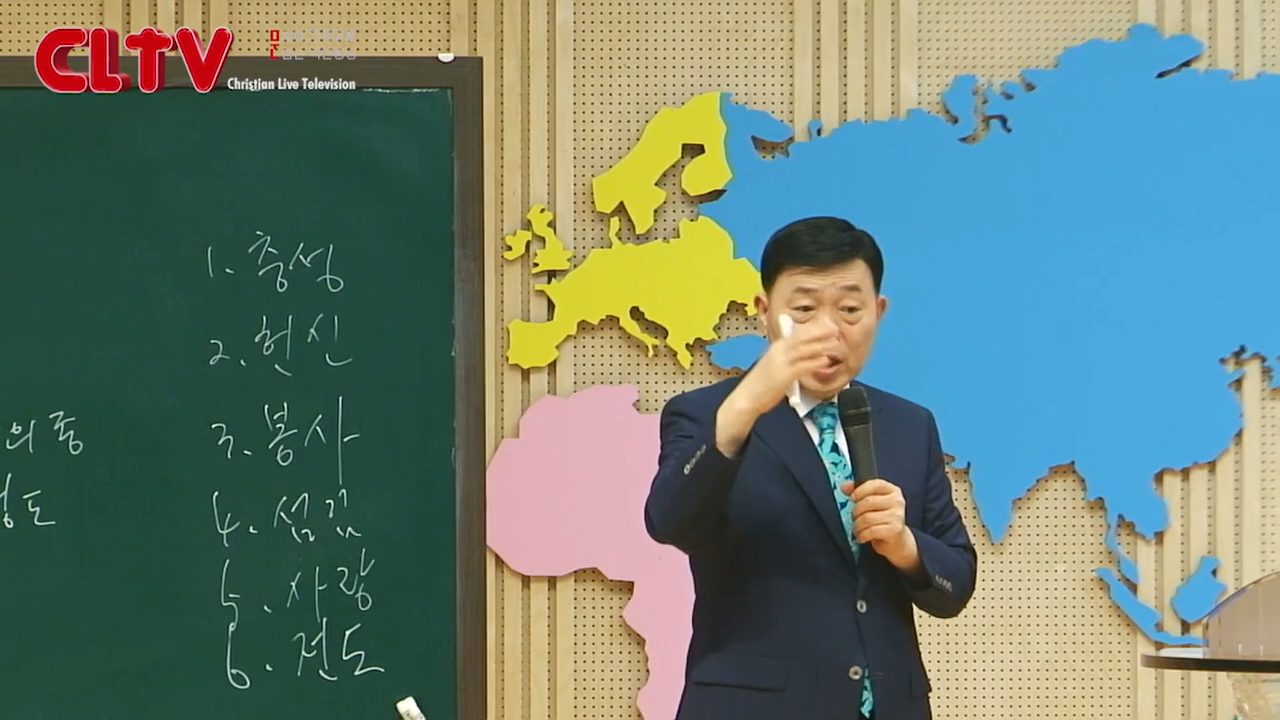 CLTV
Christian Live Television
1. 충성
2. 헌신
3. 봉사
의 종
4. 섬김
도
5. 사랑
6. 전도